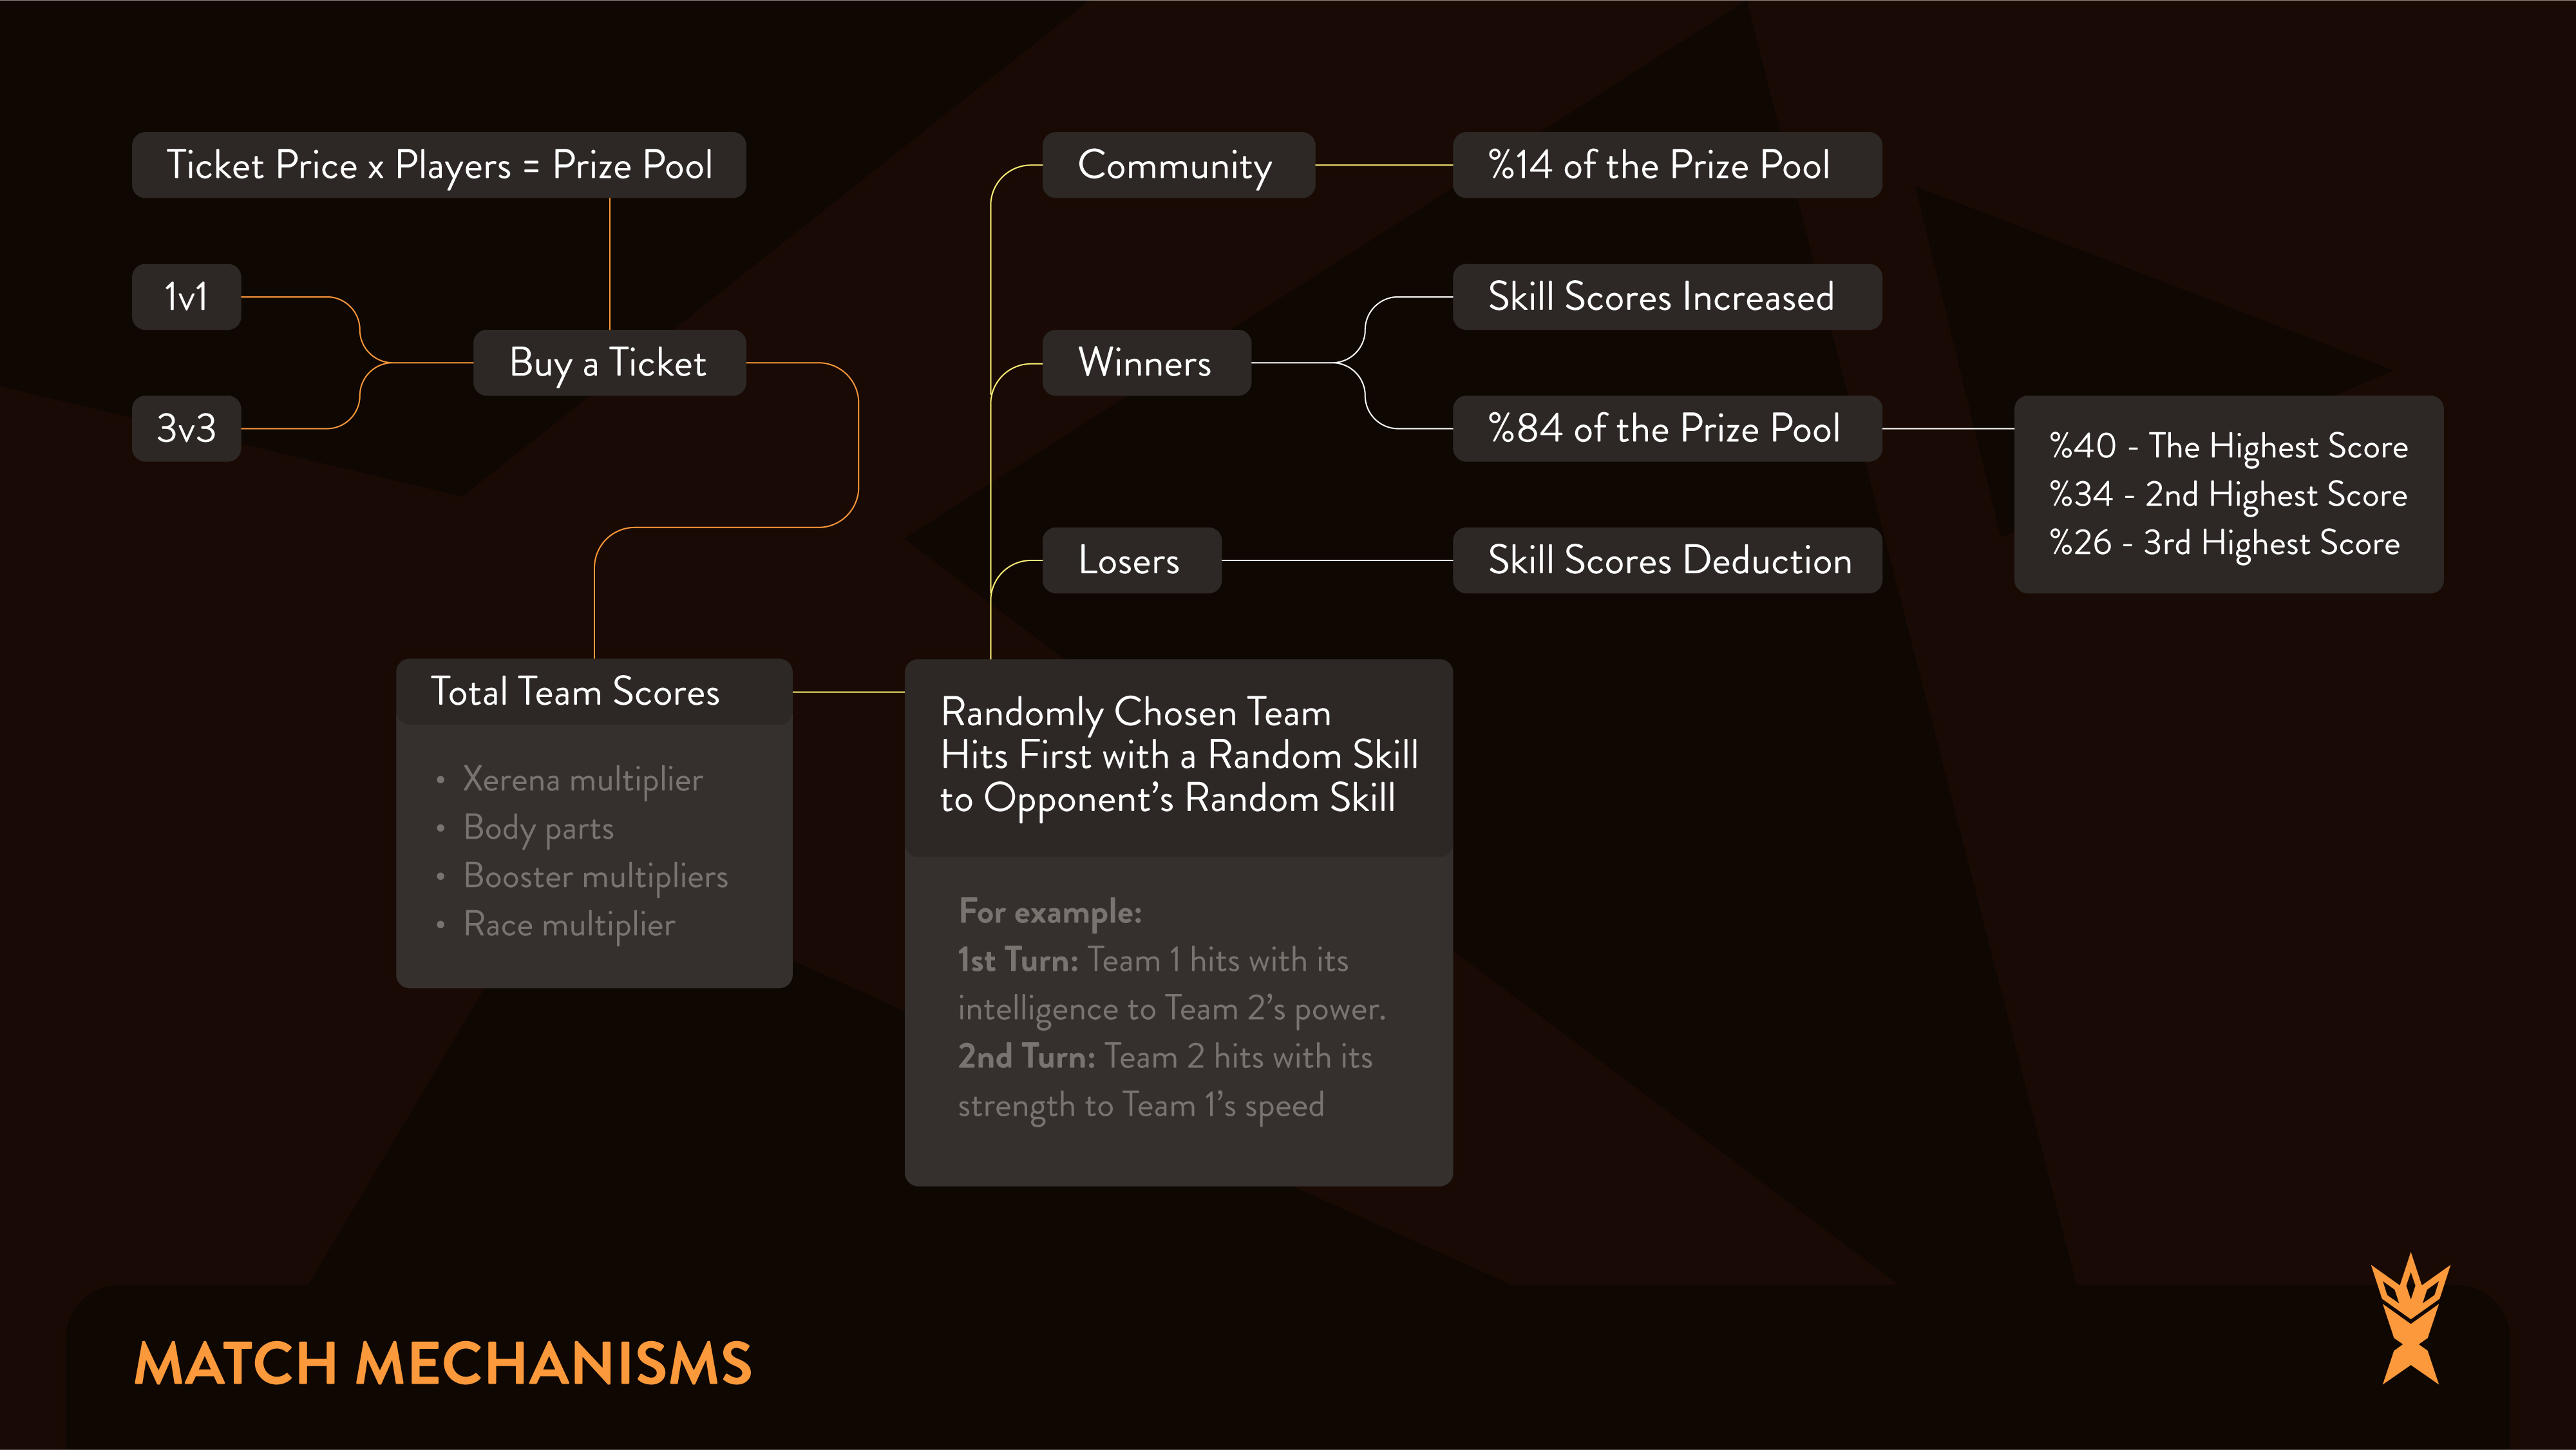 Ticket Price x Players = Prize Pool
1v1
3v3
Buy a Ticket
Total Team Scores
• Xerena multiplier
• Body parts
• Booster multipliers
• Race multiplier
Randomly Chosen Team
Hits First with a Random Skill
to Opponent’s Random Skill
For example:
1st Turn: Team 1 hits with its
intelligence to Team 2’s power.
2nd Turn: Team 2 hits with its
strength to Team 1’s speed
Community
%14 of the Prize Pool
Winners
Skill Scores Increased
%84 of the Prize Pool
%40 - The Highest Score
%34 - 2nd Highest Score
%26 - 3rd Highest Score
Losers
Skill Scores Deduction
MATCH MECHANISMS